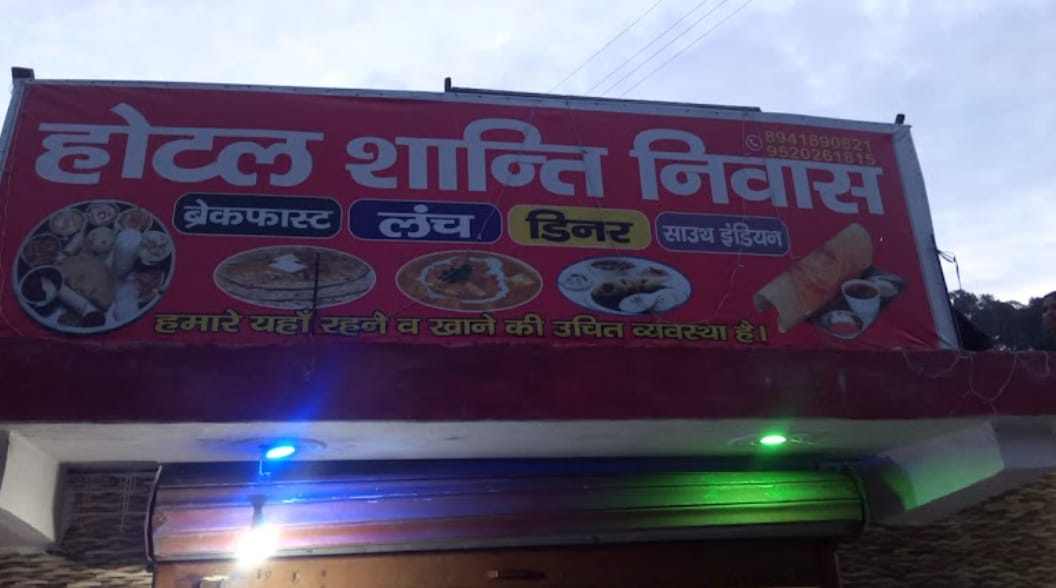 होटल शान्ति निवास
8941890821
9520261815
ब्रेकफास्ट लंच डिनर साउथ इंडियन
हमारे यहाँ रहने व खाने की उचित व्यवस्था है।